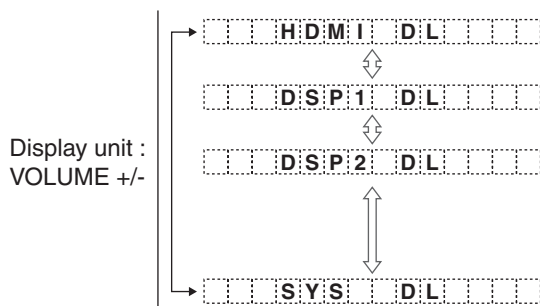 HDMI DL
DSP1 DL
DSP2 DL
Display unit :
VOLUME +/-
SYS DL